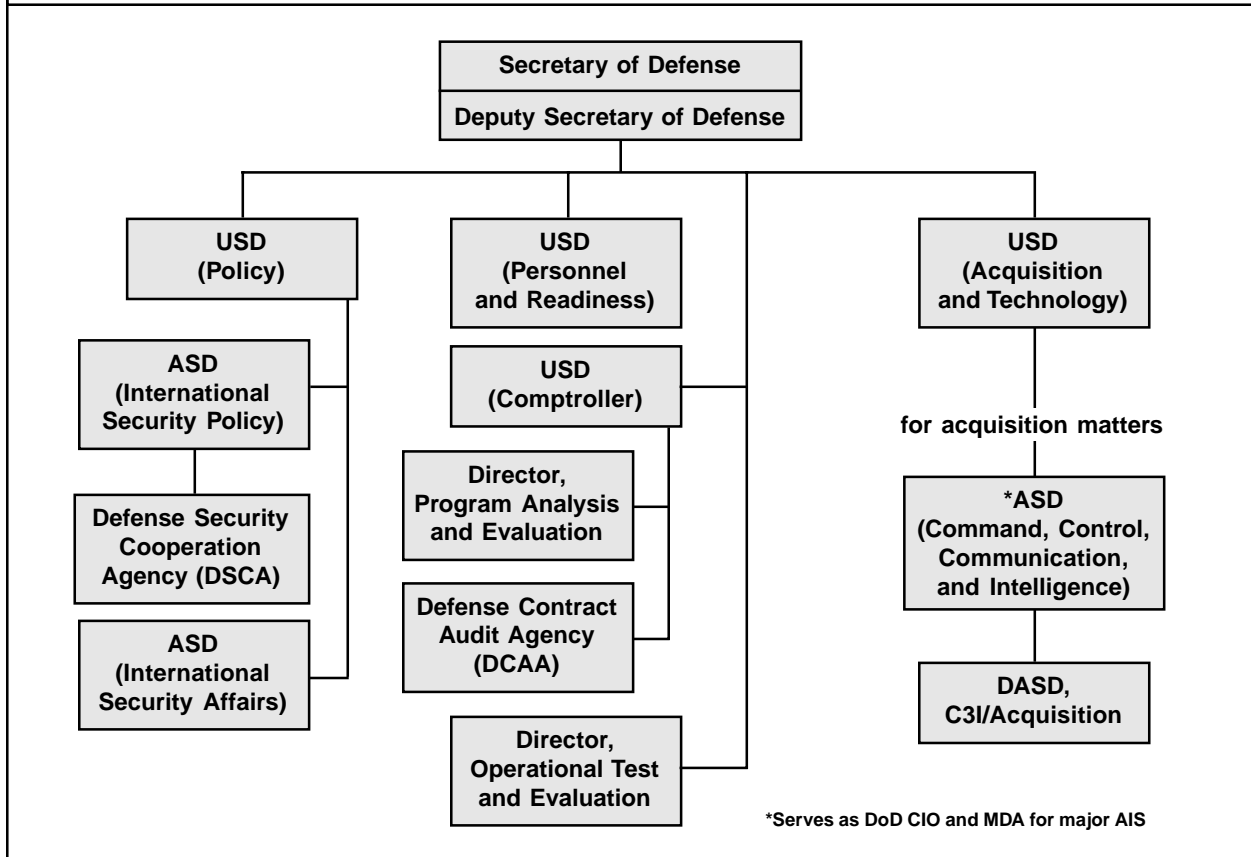 Secretary of Defense
Deputy Secretary of Defense
USD
(Policy)
ASD
(International
Security Policy)
Defense Security
Cooperation
Agency (DSCA)
ASD
(International
Security Affairs)
USD
(Personnel
and Readiness)
USD
(Comptroller)
Director,
Program Analysis
and Evaluation
Defense Contract
Audit Agency
(DCAA)
Director,
Operational Test
and Evaluation
USD
(Acquisition
and Technology)
for acquisition matters
*ASD
(Command, Control,
Communication,
and Intelligence)
DASD,
C3I/Acquisition
*Serves as DoD CIO and MDA for major AIS